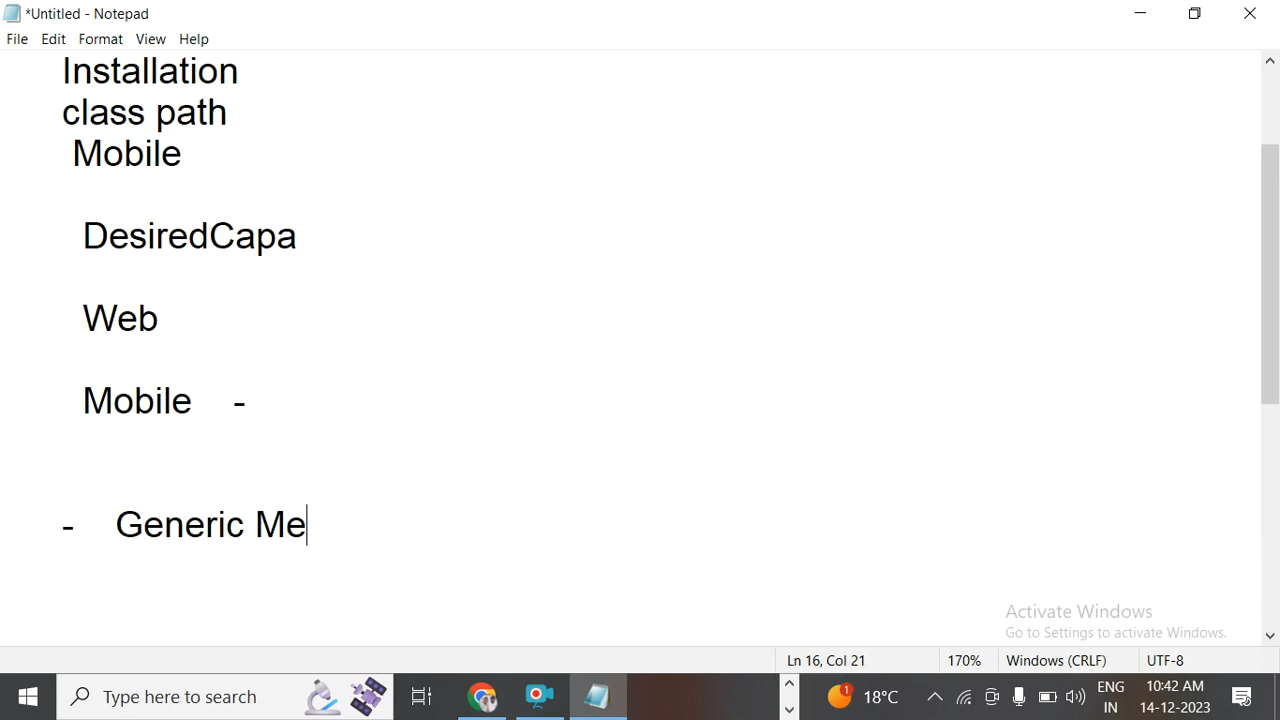 *Untitled - Notepad
File Edit Format View Help
Installation
class path
Mobile
DesiredCapa
Web
Mobile -
- Generic Me
Activate Windows
Go to Settings to activate Windows.
Ln 16, Col 21 170% Windows (CRLF) UTF-8
Type here to search 1 18°C ENG 10:42 AM
IN 14-12-2023